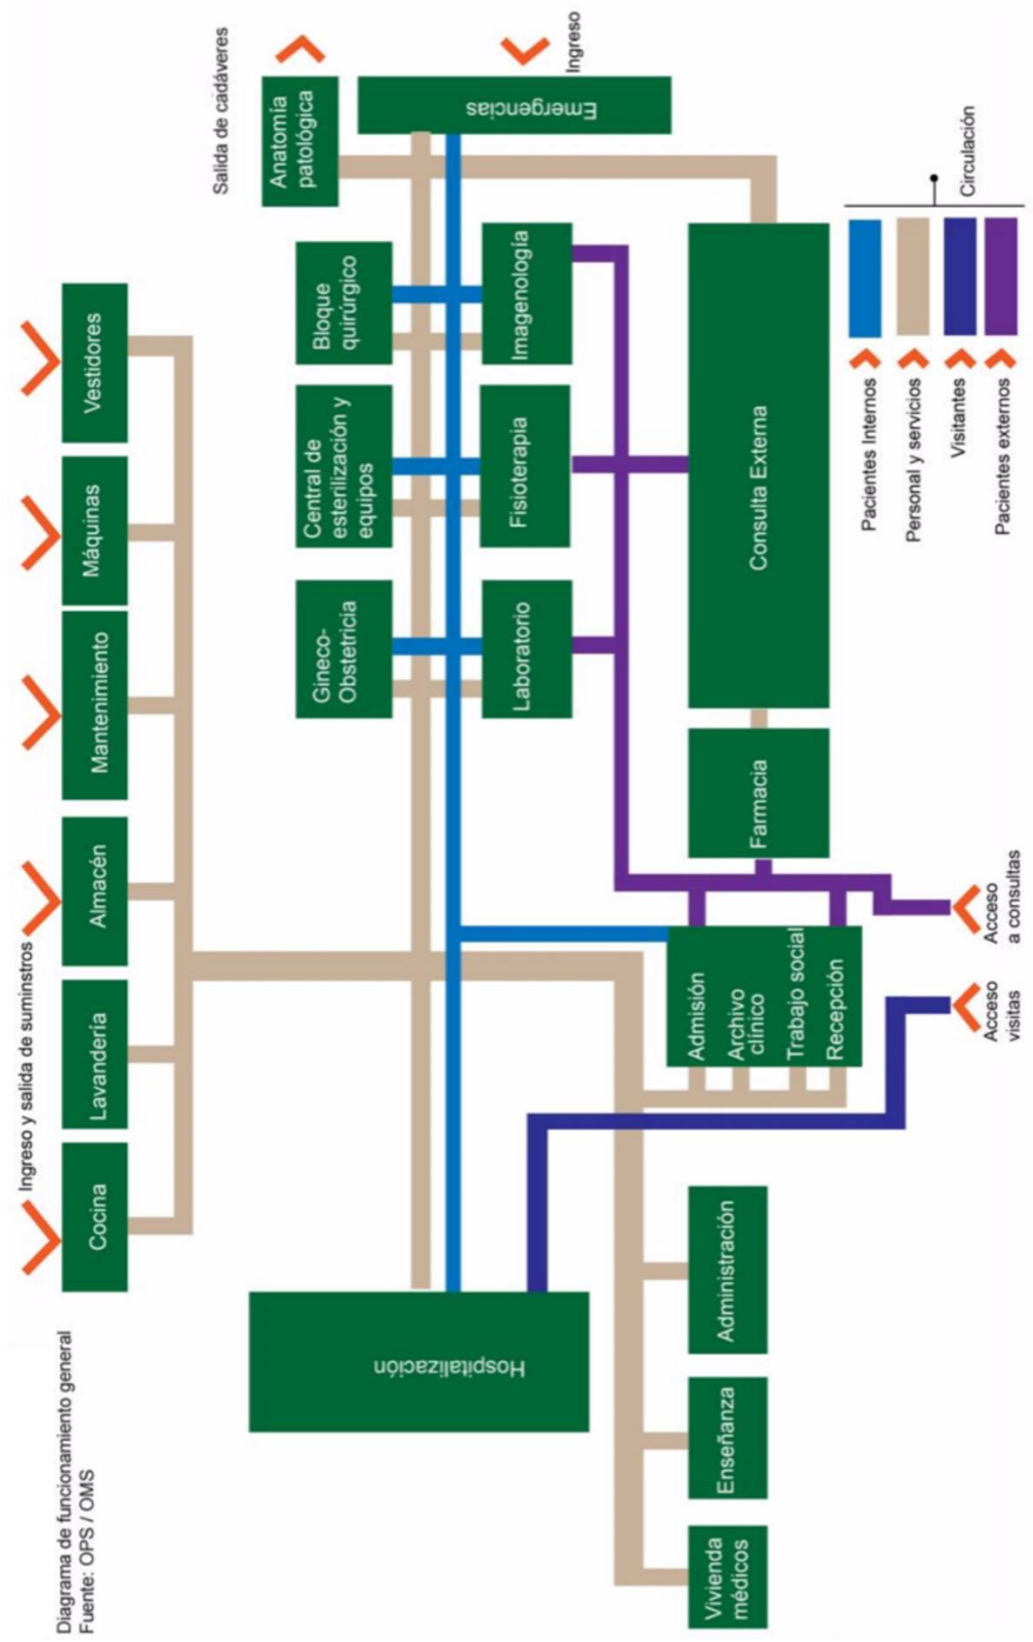 Diagrama de funcionamiento general
Fuente: OPS / OMS
Ingreso y salida de suminstros
Cocina
Lavandería
Almacén
Mantenimiento
Máquinas
Vestidores
Salida de cadáveres
Hospitalización
Gineco-
Obstetricia
Central de
esterilización y
equipos
Bloque
quirúrgico
Anatomía
patológica
Emergencias
Ingreso
Laboratorio
Fisioterapia
Imagenología
Vivienda
médicos
Enseñanza
Administración
Admisión
Archivo
clínico
Trabajo social
Recepción
Farmacia
Consulta Externa
Acceso
visitas
Acceso
a consultas
Pacientes Internos
Personal y servicios
Visitantes
Pacientes externos
Circulación